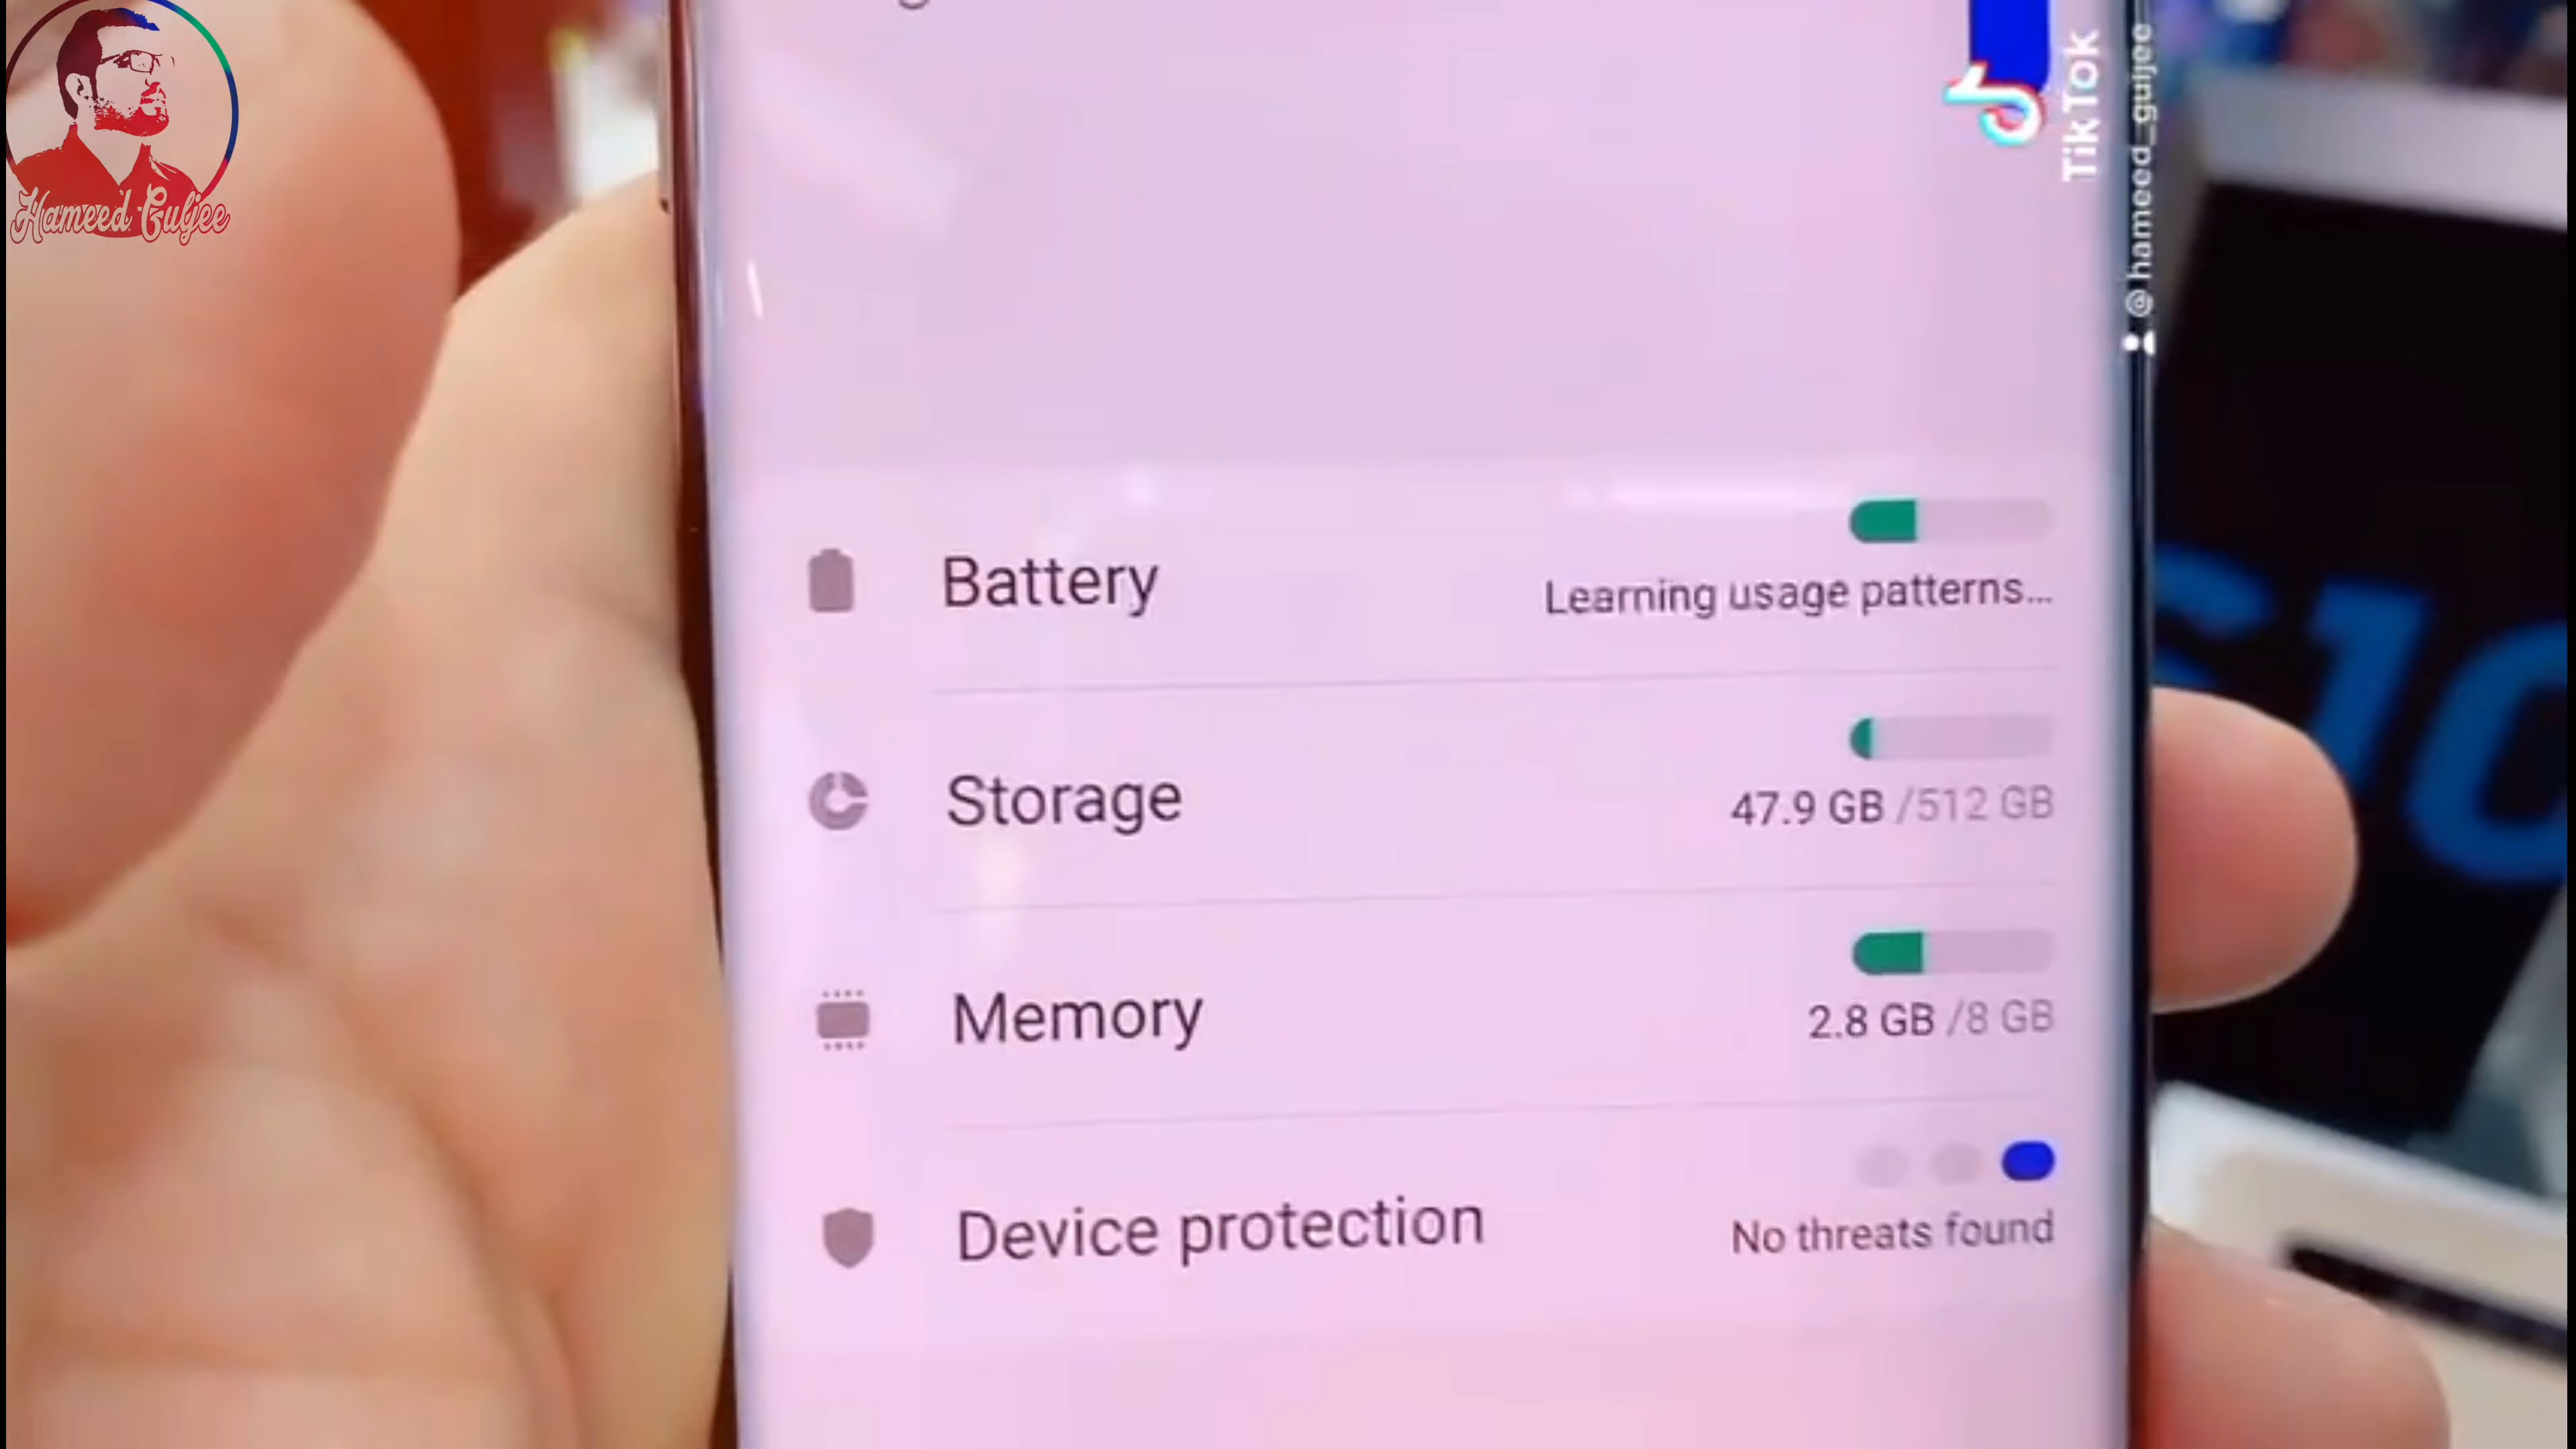 Hameed Guljee
TikTok
@hameed_guljee
Battery
Learning usage patterns...
Storage
47.9 GB /512 GB
Memory
2.8 GB /8 GB
Device protection
No threats found
S10